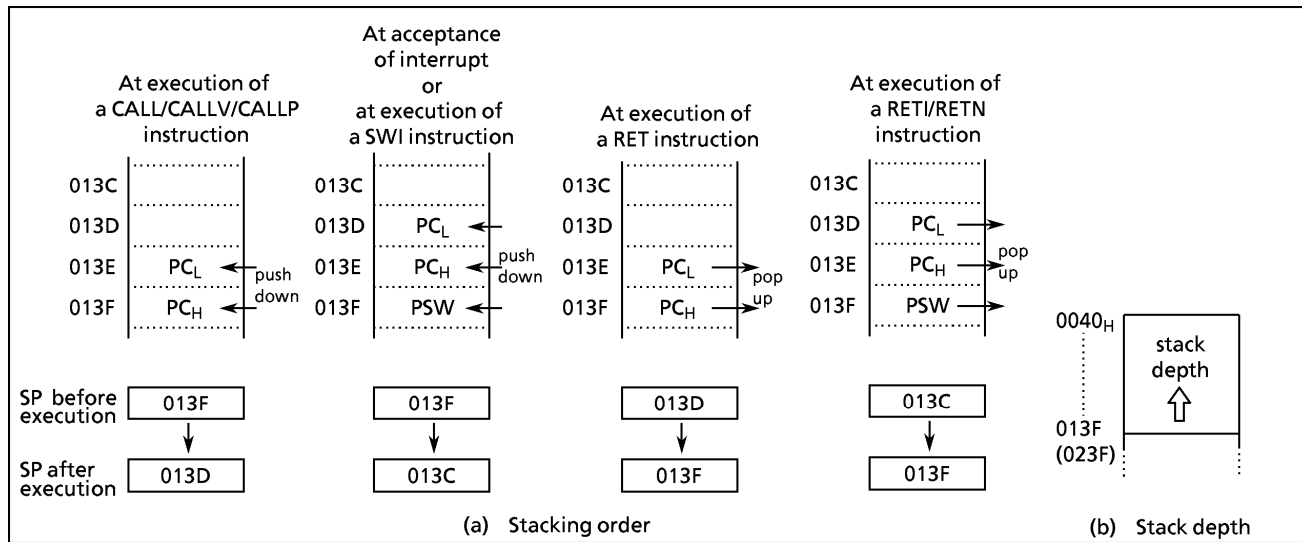 At execution of
a CALL/CALLV/CALLP
instruction
013C
013D
013E PCL push
013F PCH down
SP before
execution 013F
SP after
execution 013D
At acceptance
of interrupt
or
at execution of
a SWI instruction
013C
013D PCL
013E PCH push
013F PSW down
013F
013C
At execution of
a RET instruction
013C
013D
013E PCL pop
013F PCH up
013D
013F
At execution of
a RETI/RETN
instruction
013C
013D PCL
013E PCH pop
013F PSW up
013C
013F
(a) Stacking order
0040H
stack
depth
013F
(023F)
(b) Stack depth